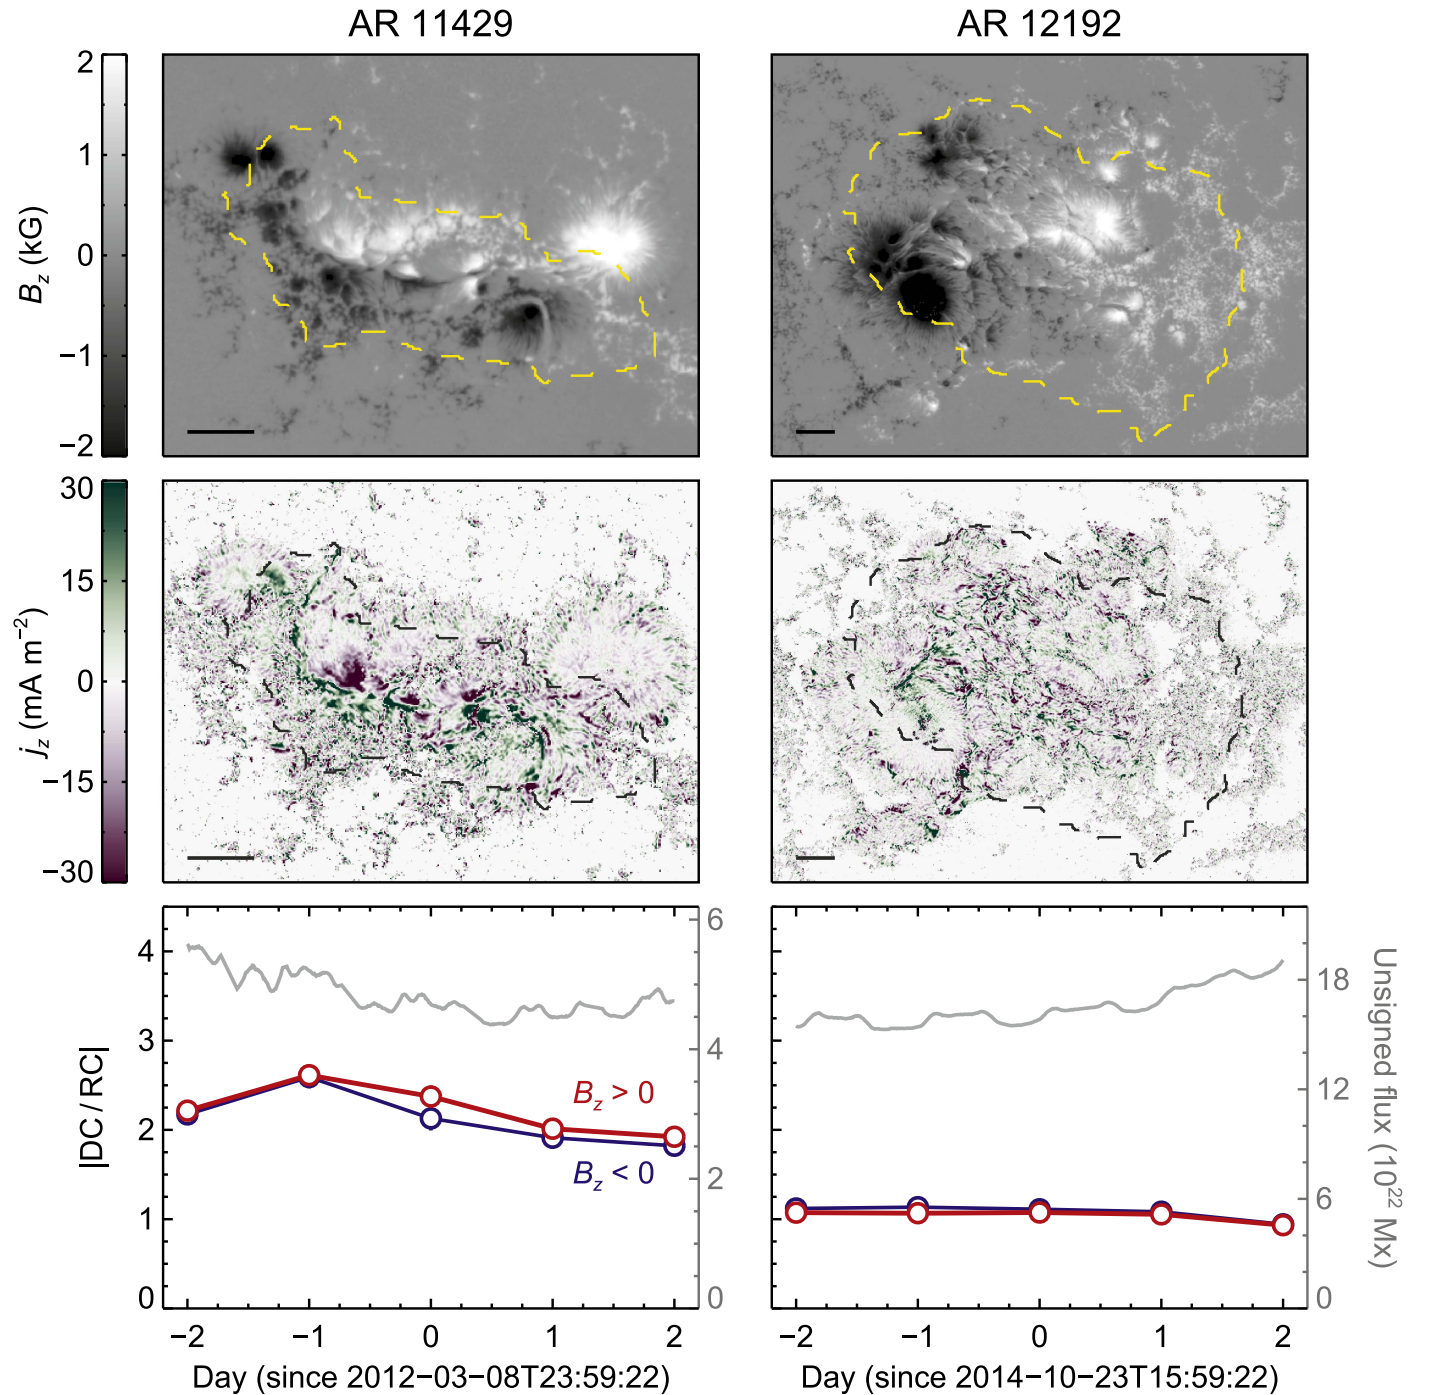 AR 11429
AR 12192
2
1
0
−1
−2
B_z (kG)
30
15
0
−15
−30
j_z (mA m⁻²)
4
3
2
1
0
|DC / RC|
B_z > 0
B_z < 0
6
4
2
0
18
12
6
0
Unsigned flux (10²² Mx)
−2 −1 0 1 2
−2 −1 0 1 2
Day (since 2012−03−08T23:59:22)
Day (since 2014−10−23T15:59:22)